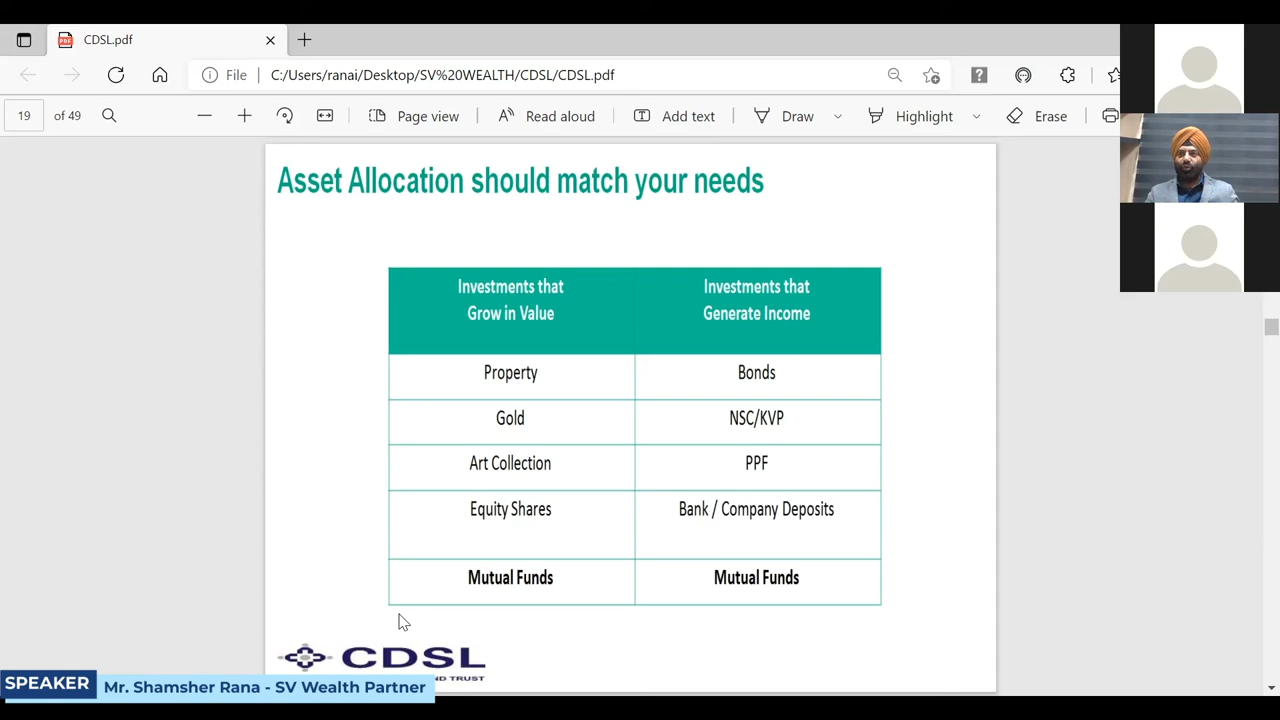 CDSL.pdf
File
C:/Users/ranai/Desktop/SV%20WEALTH/CDSL/CDSL.pdf
19 of 49
Page view
Read aloud
Add text
Draw
Highlight
Erase
Asset Allocation should match your needs
Investments that
Grow in Value
Investments that
Generate Income
Property
Bonds
Gold
NSC/KVP
Art Collection
PPF
Equity Shares
Bank / Company Deposits
Mutual Funds
Mutual Funds
CDSL
ND TRUST
SPEAKER
Mr. Shamsher Rana - SV Wealth Partner